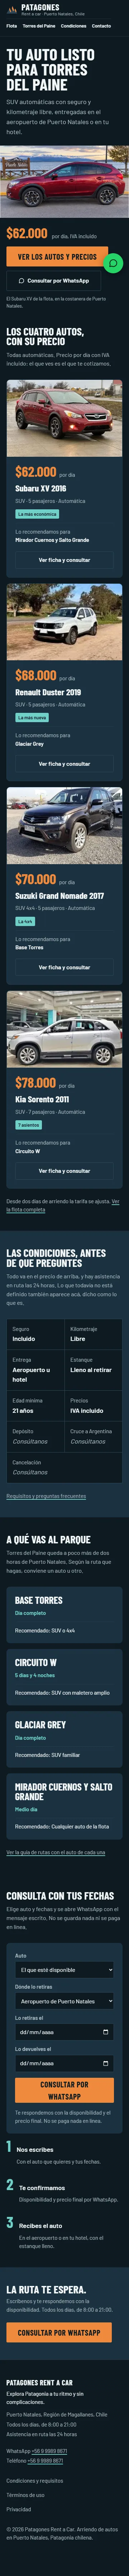 PATAGONES
Rent a car · Puerto Natales, Chile
Flota Torres del Paine Condiciones Contacto
TU AUTO LISTO
PARA TORRES
DEL PAINE
SUV automáticos con seguro y
kilometraje libre, entregados en el
aeropuerto de Puerto Natales o en tu
hotel.
$62.000 por día, IVA incluido
VER LOS AUTOS Y PRECIOS
Consultar por WhatsApp
El Subaru XV de la flota, en la costanera de Puerto
Natales.
LOS CUATRO AUTOS,
CON SU PRECIO
Todas automáticas. Precio por día con IVA
incluido: el que ves es el que te cotizamos.
$62.000 por día
Subaru XV 2016
SUV · 5 pasajeros · Automática
La más económica
Lo recomendamos para
Mirador Cuernos y Salto Grande
Ver ficha y consultar
$68.000 por día
Renault Duster 2019
SUV · 5 pasajeros · Automática
La más nueva
Lo recomendamos para
Glaciar Grey
Ver ficha y consultar
$70.000 por día
Suzuki Grand Nomade 2017
SUV 4x4 · 5 pasajeros · Automática
La 4x4
Lo recomendamos para
Base Torres
Ver ficha y consultar
$78.000 por día
Kia Sorento 2011
SUV · 7 pasajeros · Automática
7 asientos
Lo recomendamos para
Circuito W
Ver ficha y consultar
Desde dos días de arriendo la tarifa se ajusta. Ver
la flota completa
LAS CONDICIONES, ANTES
DE QUE PREGUNTES
Todo va en el precio de arriba, y hay asistencia
en ruta las 24 horas. Lo que todavía no está
definido también aparece acá, dicho como lo
que es.
Seguro
Incluido
Kilometraje
Libre
Entrega
Aeropuerto u
hotel
Estanque
Lleno al retirar
Edad mínima
21 años
Precios
IVA incluido
Depósito
Consúltanos
Cruce a Argentina
Consúltanos
Cancelación
Consúltanos
Requisitos y preguntas frecuentes
A QUÉ VAS AL PARQUE
Torres del Paine queda a poco más de dos
horas de Puerto Natales. Según la ruta que
hagas, conviene un auto u otro.
BASE TORRES
Día completo
Recomendado: SUV o 4x4
CIRCUITO W
5 días y 4 noches
Recomendado: SUV con maletero amplio
GLACIAR GREY
Día completo
Recomendado: SUV familiar
MIRADOR CUERNOS Y SALTO
GRANDE
Medio día
Recomendado: Cualquier auto de la flota
Ver la guía de rutas con el auto de cada una
CONSULTA CON TUS FECHAS
Elige auto y fechas y se abre WhatsApp con el
mensaje escrito. No se guarda nada ni se paga
en línea.
Auto
El que esté disponible
Dónde lo retiras
Aeropuerto de Puerto Natales
Lo retiras el
dd/mm/aaaa
Lo devuelves el
dd/mm/aaaa
CONSULTAR POR
WHATSAPP
Te respondemos con la disponibilidad y el
precio final. No se paga nada en línea.
1 Nos escribes
Con el auto que quieres y tus fechas.
2 Te confirmamos
Disponibilidad y precio final por WhatsApp.
3 Recibes el auto
En el aeropuerto o en tu hotel, con el
estanque lleno.
LA RUTA TE ESPERA.
Escríbenos y te respondemos con la
disponibilidad. Todos los días, de 8:00 a 21:00.
CONSULTAR POR WHATSAPP
PATAGONES RENT A CAR
Explora Patagonia a tu ritmo y sin
complicaciones.
Puerto Natales, Región de Magallanes, Chile
Todos los días, de 8:00 a 21:00
Asistencia en ruta las 24 horas
WhatsApp +56 9 9989 8671
Teléfono +56 9 9989 8671
Condiciones y requisitos
Términos de uso
Privacidad
© 2026 Patagones Rent a Car. Arriendo de autos
en Puerto Natales, Patagonia chilena.